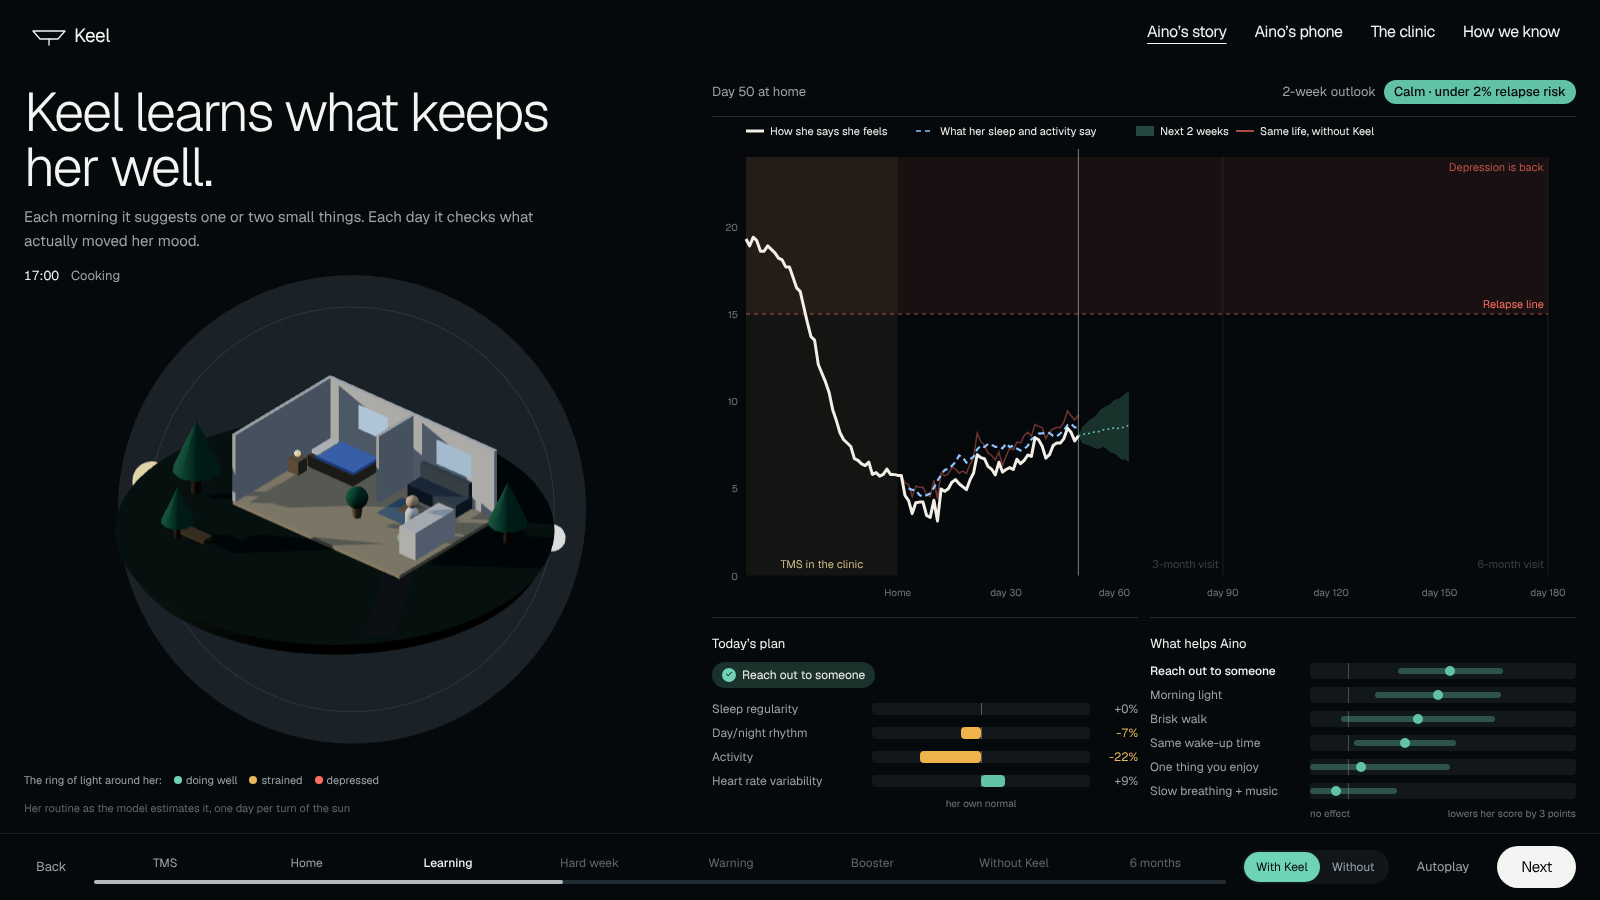 Keel
Aino's story
Aino's phone
The clinic
How we know
Keel learns what keeps
her well.
Each morning it suggests one or two small things. Each day it checks what
actually moved her mood.
17:00 Cooking
The ring of light around her: doing well strained depressed
Her routine as the model estimates it, one day per turn of the sun
Day 50 at home
2-week outlook
Calm · under 2% relapse risk
How she says she feels
What her sleep and activity say
Next 2 weeks
Same life, without Keel
Depression is back
Relapse line
20
15
10
5
0
TMS in the clinic
3-month visit
6-month visit
Home
day 30
day 60
day 90
day 120
day 150
day 180
Today's plan
Reach out to someone
Sleep regularity +0%
Day/night rhythm -7%
Activity -22%
Heart rate variability +9%
her own normal
What helps Aino
Reach out to someone
Morning light
Brisk walk
Same wake-up time
One thing you enjoy
Slow breathing + music
no effect
lowers her score by 3 points
Back
TMS
Home
Learning
Hard week
Warning
Booster
Without Keel
6 months
With Keel
Without
Autoplay
Next